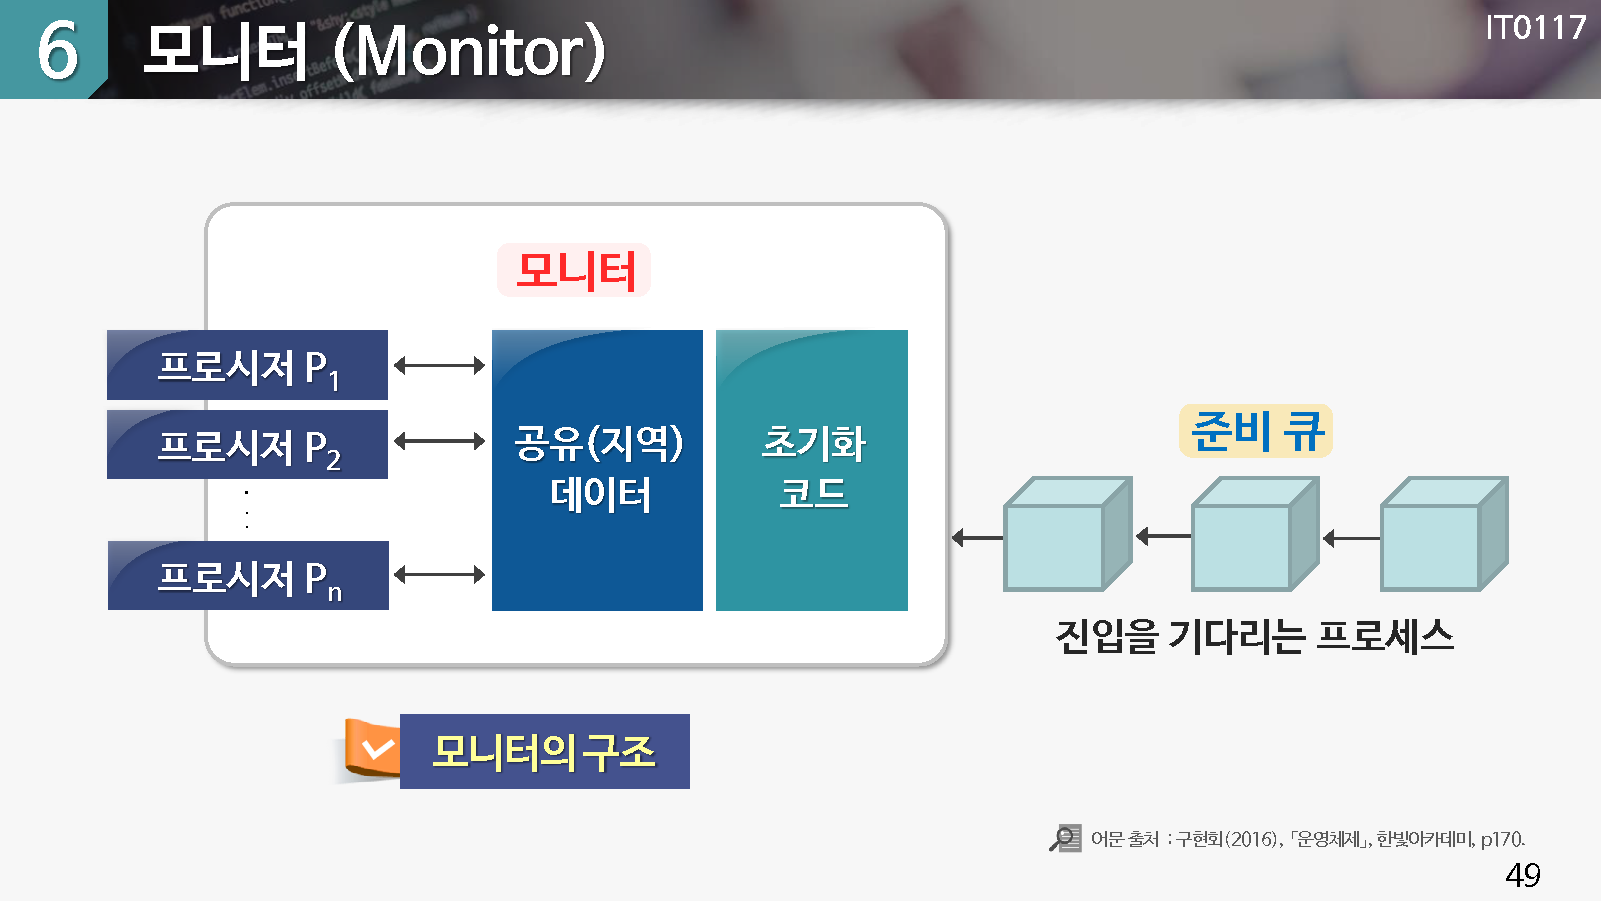 6
모니터 (Monitor)
IT0117
모니터
프로시저 P1
프로시저 P2
프로시저 Pn
공유(지역)
데이터
초기화
코드
준비 큐
진입을 기다리는 프로세스
모니터의 구조
어문 출처 : 구현회(2016), 「운영체제」, 한빛아카데미, p170.
49